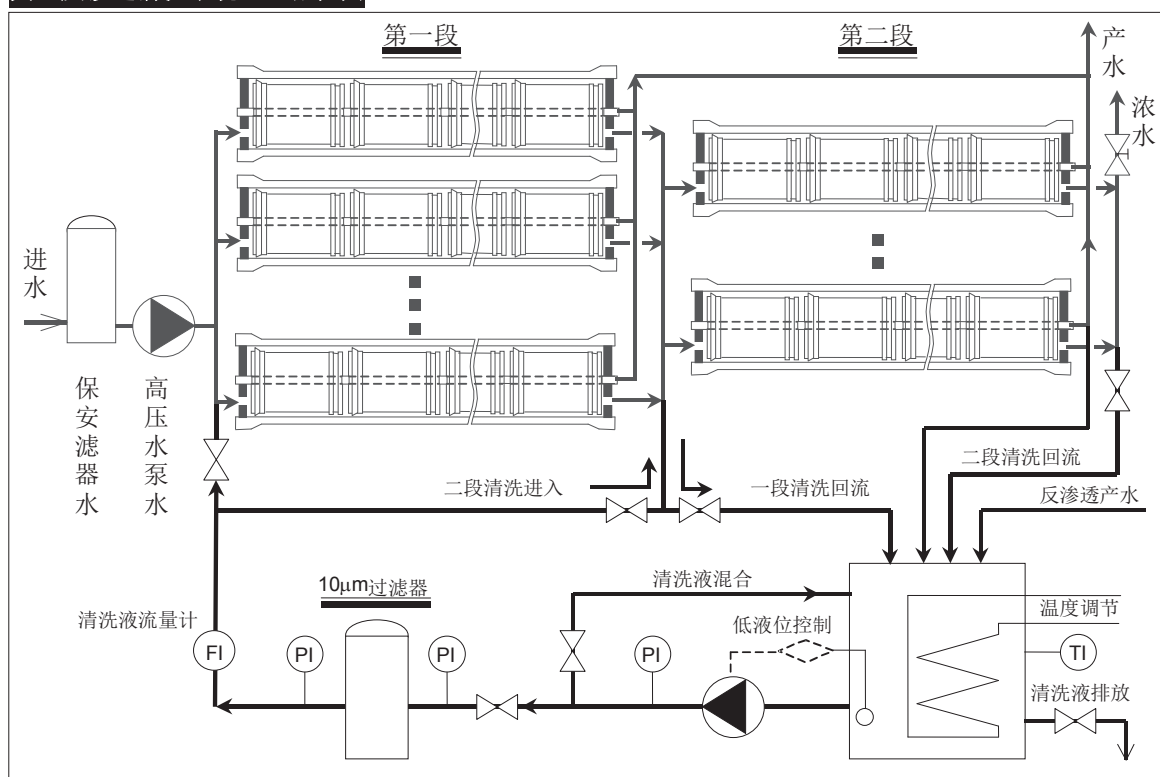 第一段
第二段
产水
浓水
进水
保安滤器水
高压水泵水
二段清洗进入
一段清洗回流
二段清洗回流
反渗透产水
10μm过滤器
清洗液混合
清洗液流量计
低液位控制
温度调节
FI
PI
PI
PI
TI
清洗液排放